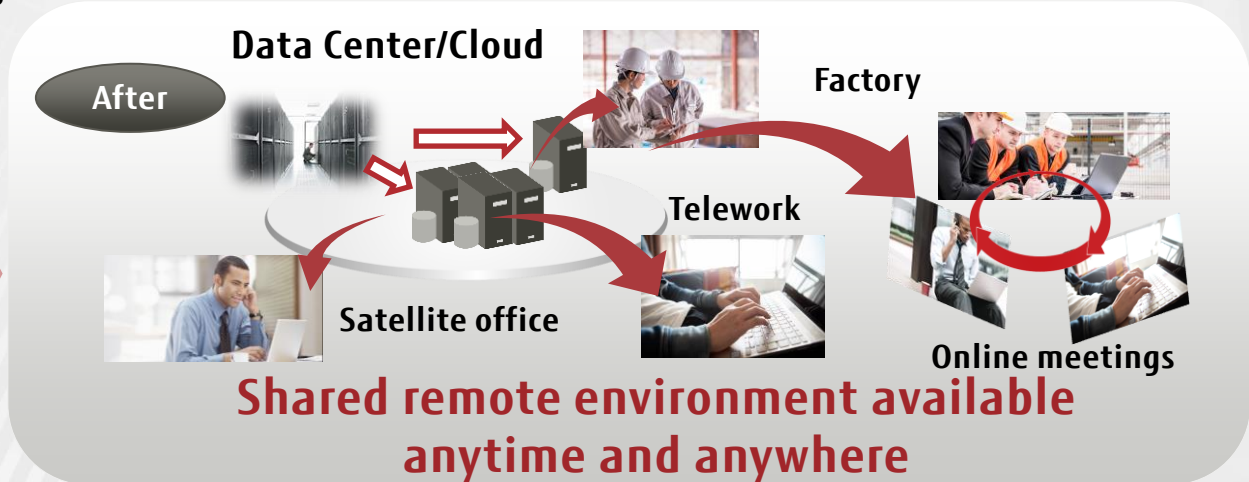 Data Center/Cloud
After
Factory
Telework
Satellite office
Online meetings
Shared remote environment available
anytime and anywhere